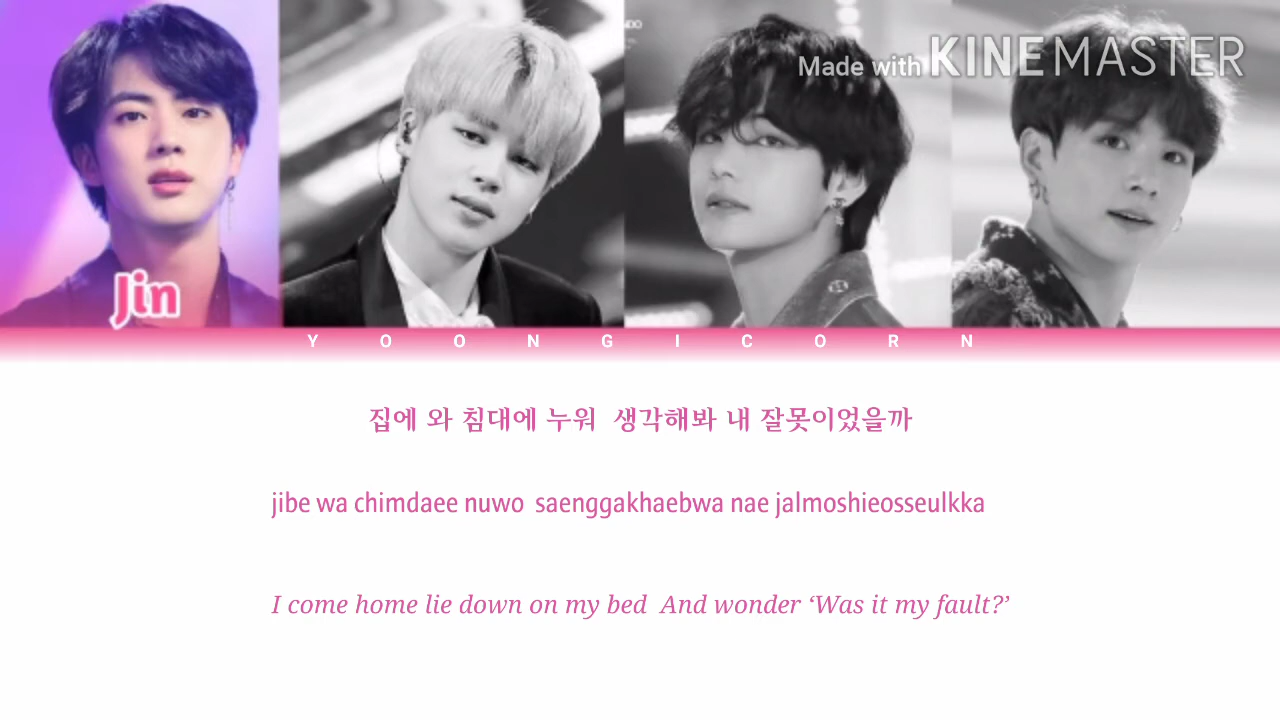 Made with KINEMASTER
Jin
Y O O N G I C O R N
집에 와 침대에 누워 생각해봐 내 잘못이었을까
jibe wa chimdaee nuwo saenggakhaebwa nae jalmoshieosseulkka
I come home lie down on my bed And wonder ‘Was it my fault?’